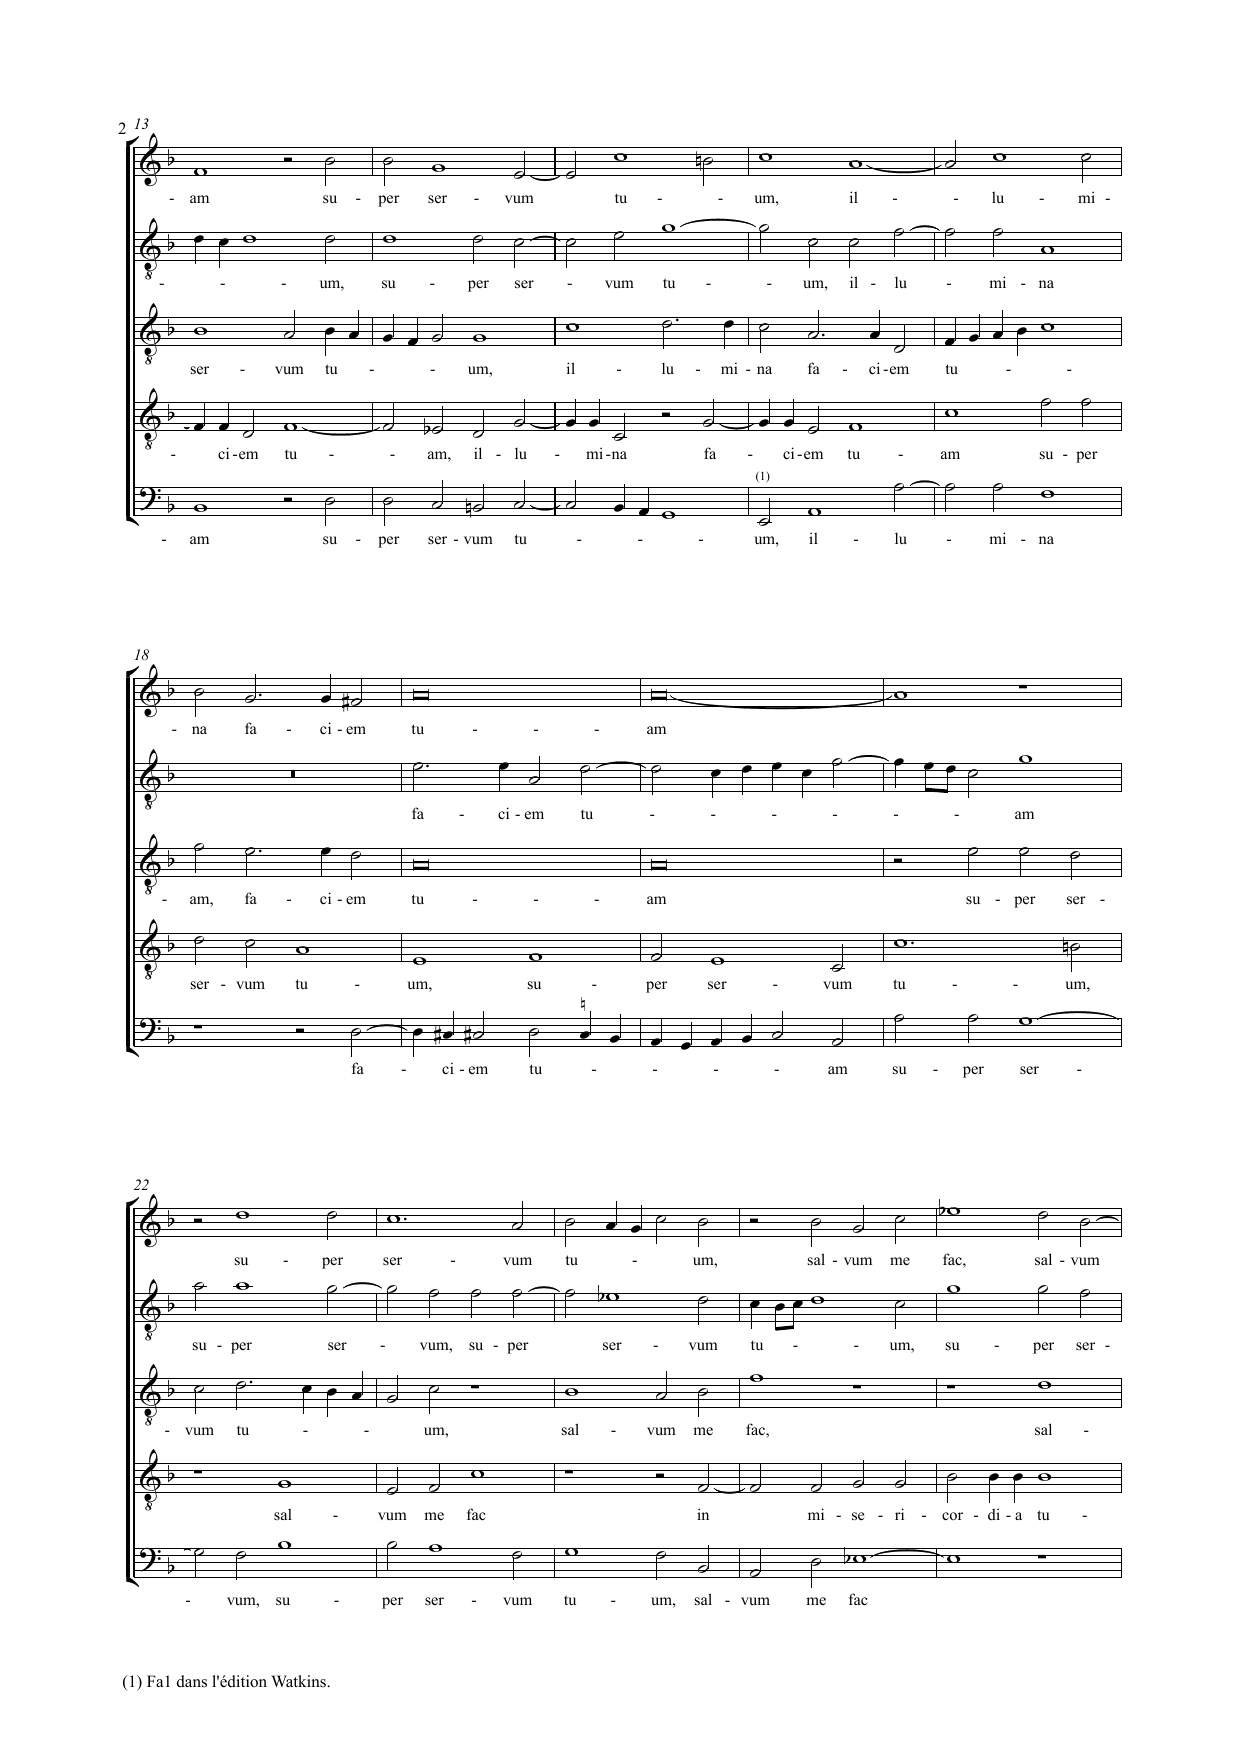 2 13
- am su - per ser - vum tu - - um, il - - lu - mi -
- - - um, su - per ser - vum tu - - um, il - lu - mi - na
ser - vum tu - - um, il - lu - mi - na fa - ci - em tu - - -
- ci - em tu - - am, il - lu - mi - na fa - ci - em tu - am su - per
(1)
- am su - per ser - vum tu - - - um, il - lu - mi - na
18
- na fa - ci - em tu - - - am
fa - ci - em tu - - - - - - am
- am, fa - ci - em tu - - - am su - per ser -
ser - vum tu - um, su - per ser - vum tu - - um,
fa - ci - em tu - - - - am su - per ser -
22
su - per ser - vum tu - um, sal - vum me fac, sal - vum
su - per ser - vum, su - per ser - vum tu - - um, su - per ser -
- vum tu - - um, sal - vum me fac, sal -
sal - vum me fac in mi - se - ri - cor - di - a tu -
- vum, su - per ser - vum tu - um, sal - vum me fac
(1) Fa1 dans l'édition Watkins.